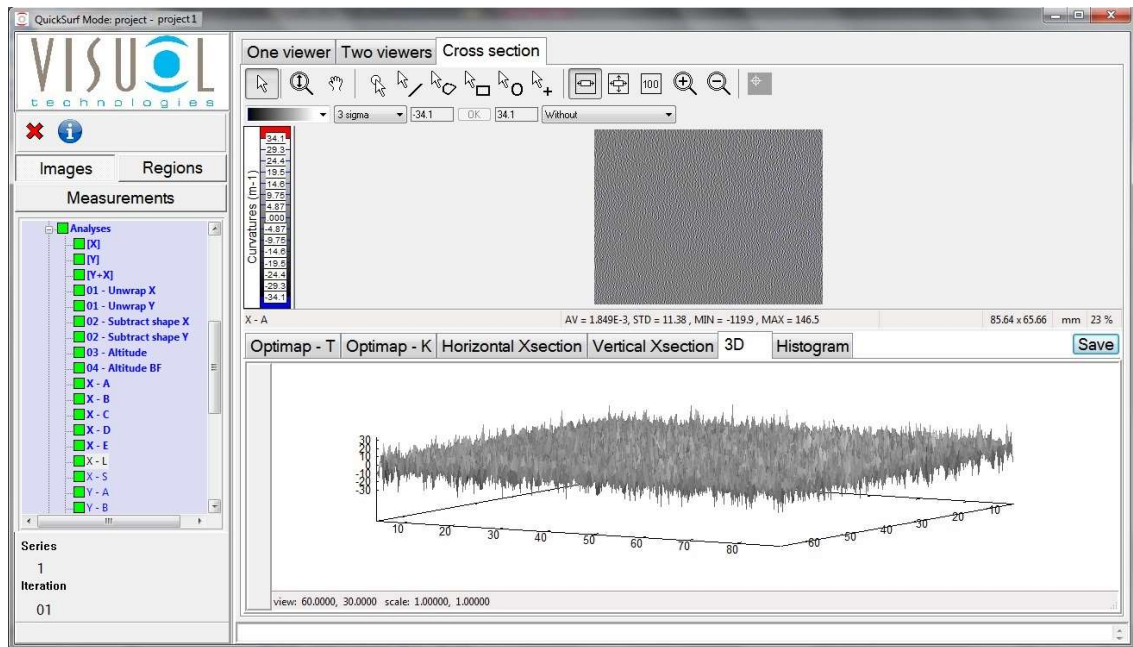 QuickSurf Mode: project - project1
VISUOL
technologies
Images Regions
Measurements
Analyses
[X]
[Y]
[Y+X]
01 - Unwrap X
01 - Unwrap Y
02 - Subtract shape X
02 - Subtract shape Y
03 - Altitude
04 - Altitude BF
X - A
X - B
X - C
X - D
X - E
X - L
X - S
Y - A
Y - B
Series
1
Iteration
01
One viewer Two viewers Cross section
100
3 sigma -34.1 OK 34.1 Without
Curvatures (m-1)
34.1
29.3
24.4
19.5
14.6
9.75
4.87
.000
-4.87
-9.75
-14.6
-19.5
-24.4
-29.3
-34.1
X - A AV = 1.849E-3, STD = 11.38 , MIN = -119.9 , MAX = 146.5 85.64 x 65.66 mm 23 %
Optimap - T Optimap - K Horizontal Xsection Vertical Xsection 3D Histogram Save
30
20
10
0
-10
-20
-30
10 20 30 40 50 60 70 80 60 50 40 30 20 10
view: 60.0000, 30.0000 scale: 1.00000, 1.00000